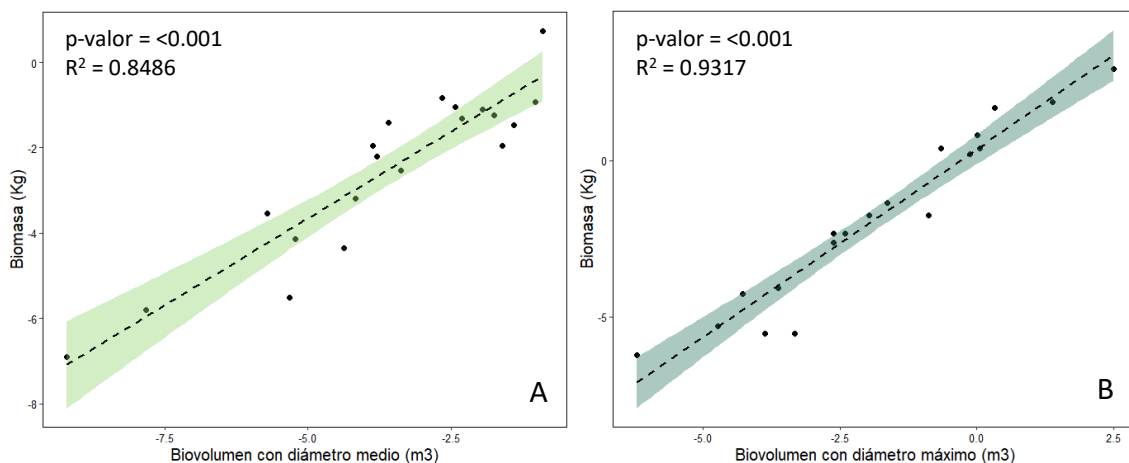 p-valor = <0.001
R² = 0.8486
Biomasa (Kg)
0
-2
-4
-6
-8
-7.5
-5.0
-2.5
Biovolumen con diámetro medio (m3)
A
p-valor = <0.001
R² = 0.9317
Biomasa (Kg)
0
-5
-5.0
-2.5
0.0
2.5
Biovolumen con diámetro máximo (m3)
B